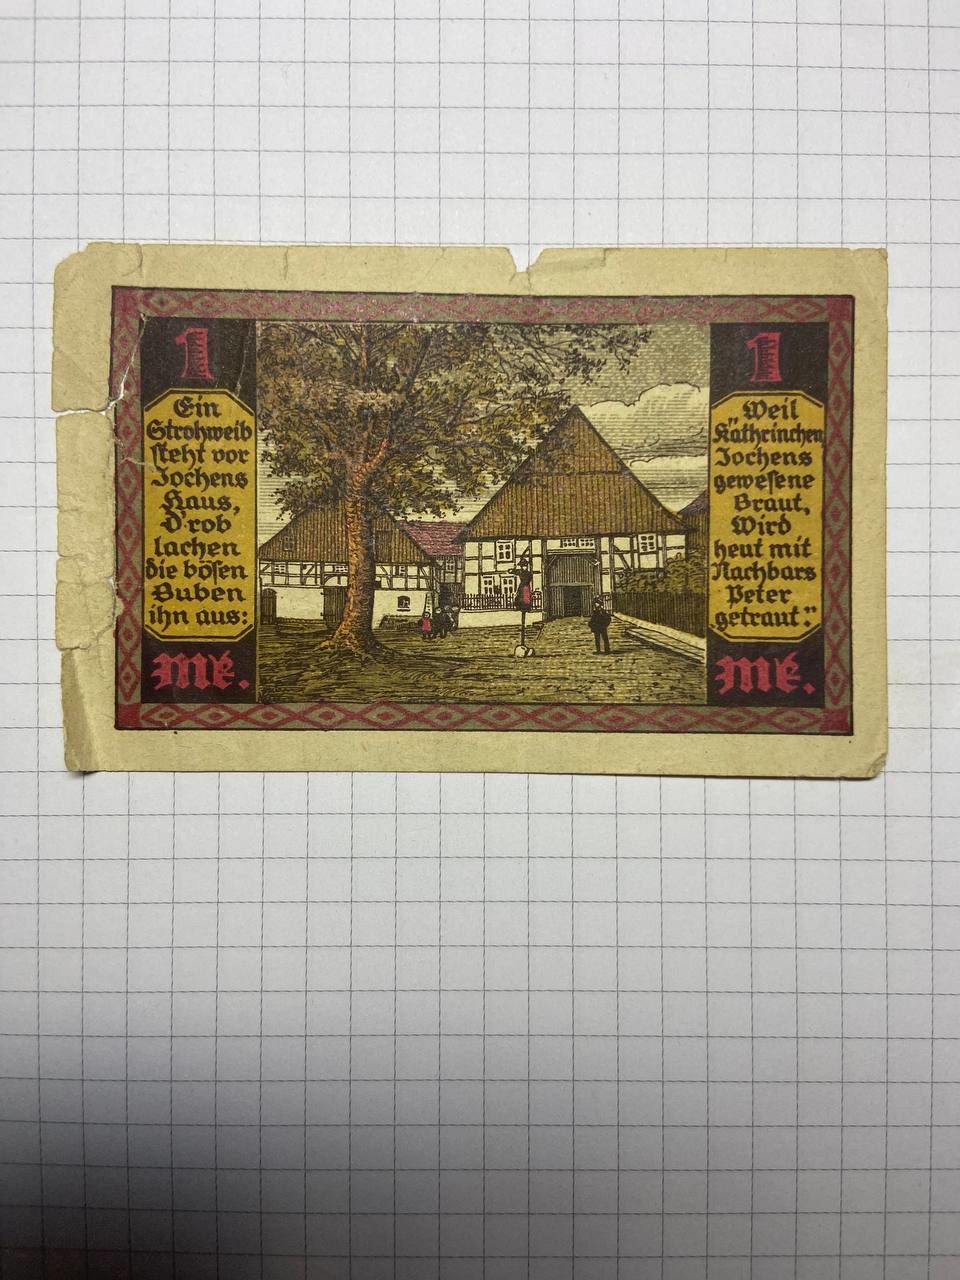 1
Ein
Strohweib
steht vor
Jochens
Haus,
D'rob
lachen
die bösen
Buben
ihn aus:
Mk.
1
Weil
"Käthrinchen,
Jochens
gewesene
Braut,
Wird
heut mit
Nachbars
Peter
getraut."
Mk.